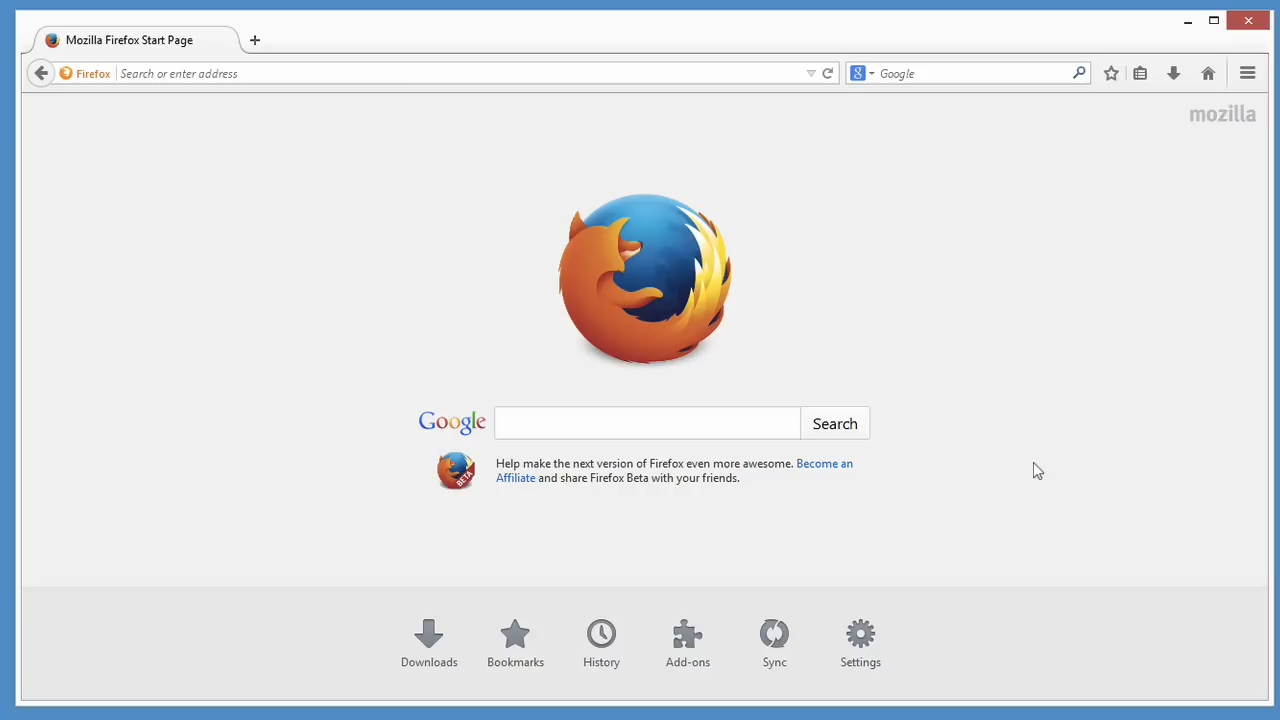 Mozilla Firefox Start Page
Firefox Search or enter address
Google
mozilla
Google Search
Help make the next version of Firefox even more awesome. Become an
Affiliate and share Firefox Beta with your friends.
BETA
Downloads Bookmarks History Add-ons Sync Settings